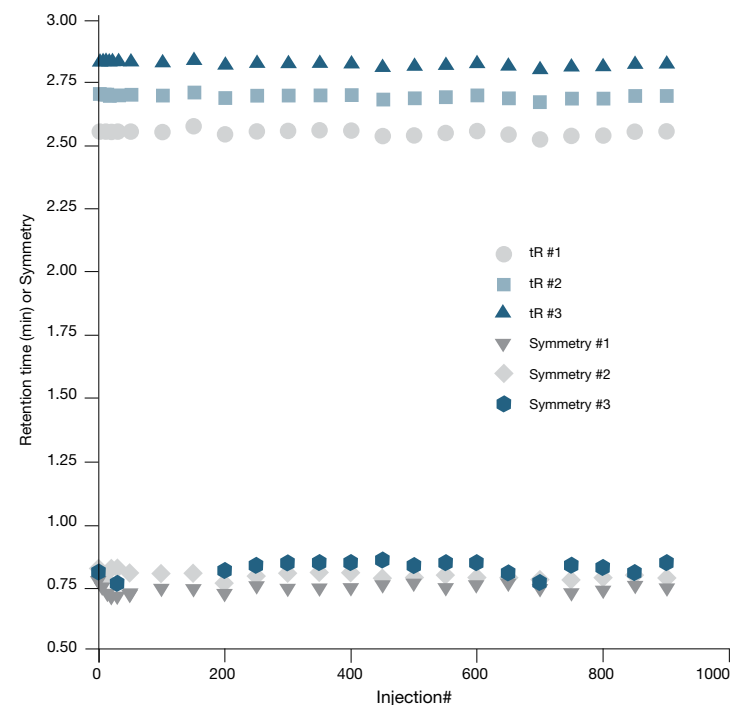 3.00
2.75
2.50
2.25
2.00
1.75
1.50
1.25
1.00
0.75
0.50
Retention time (min) or Symmetry
tR #1
tR #2
tR #3
Symmetry #1
Symmetry #2
Symmetry #3
0 200 400 600 800 1000
Injection#